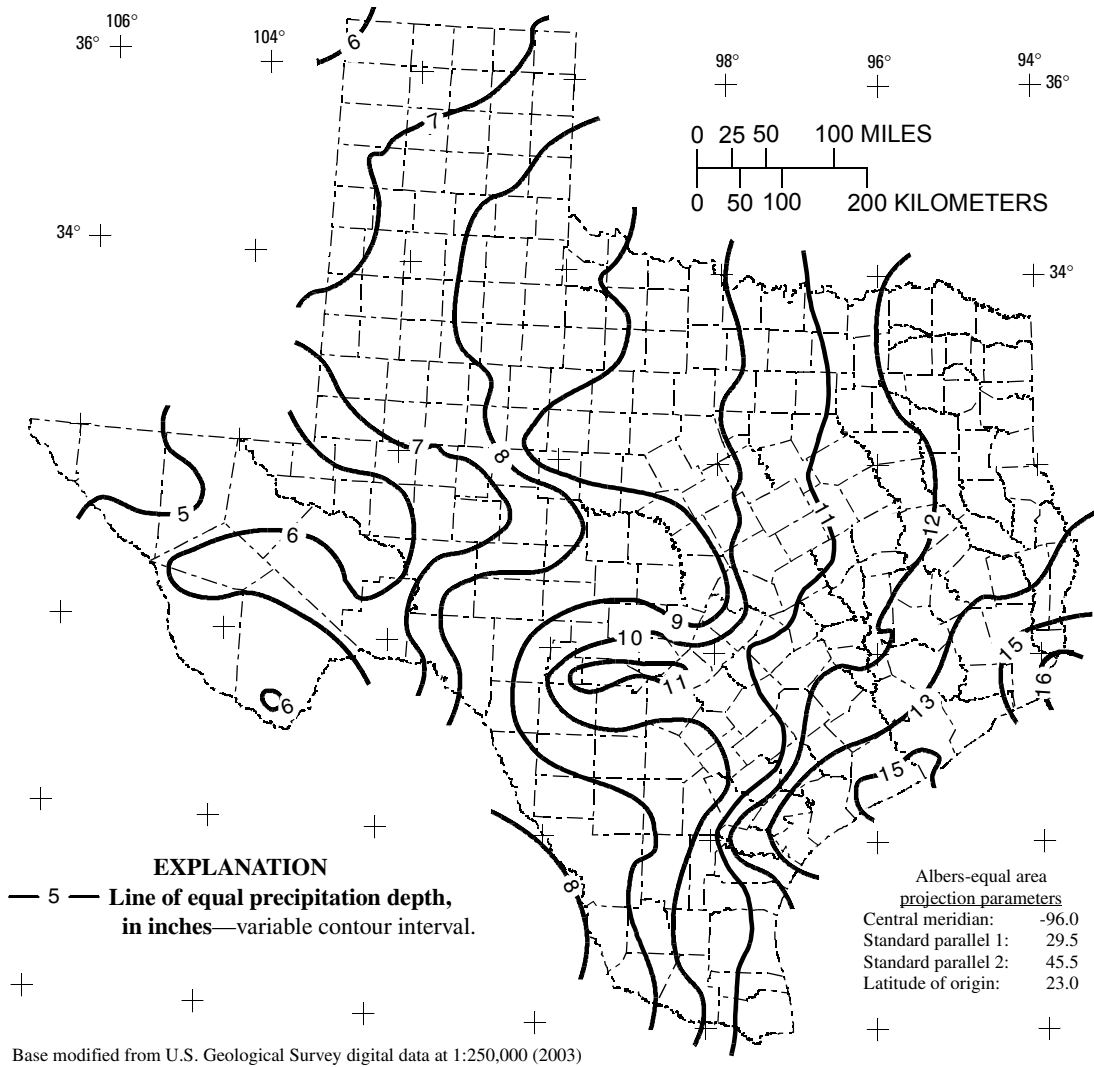 106°
36°
104°
98°
96°
94°
36°
6
7
0 25 50 100 MILES
0 50 100 200 KILOMETERS
34°
34°
7
8
5
6
11
12
9
10
11
15
16
13
6
15
8
EXPLANATION
5 Line of equal precipitation depth,
in inches—variable contour interval.
Albers-equal area
projection parameters
Central meridian: -96.0
Standard parallel 1: 29.5
Standard parallel 2: 45.5
Latitude of origin: 23.0
Base modified from U.S. Geological Survey digital data at 1:250,000 (2003)